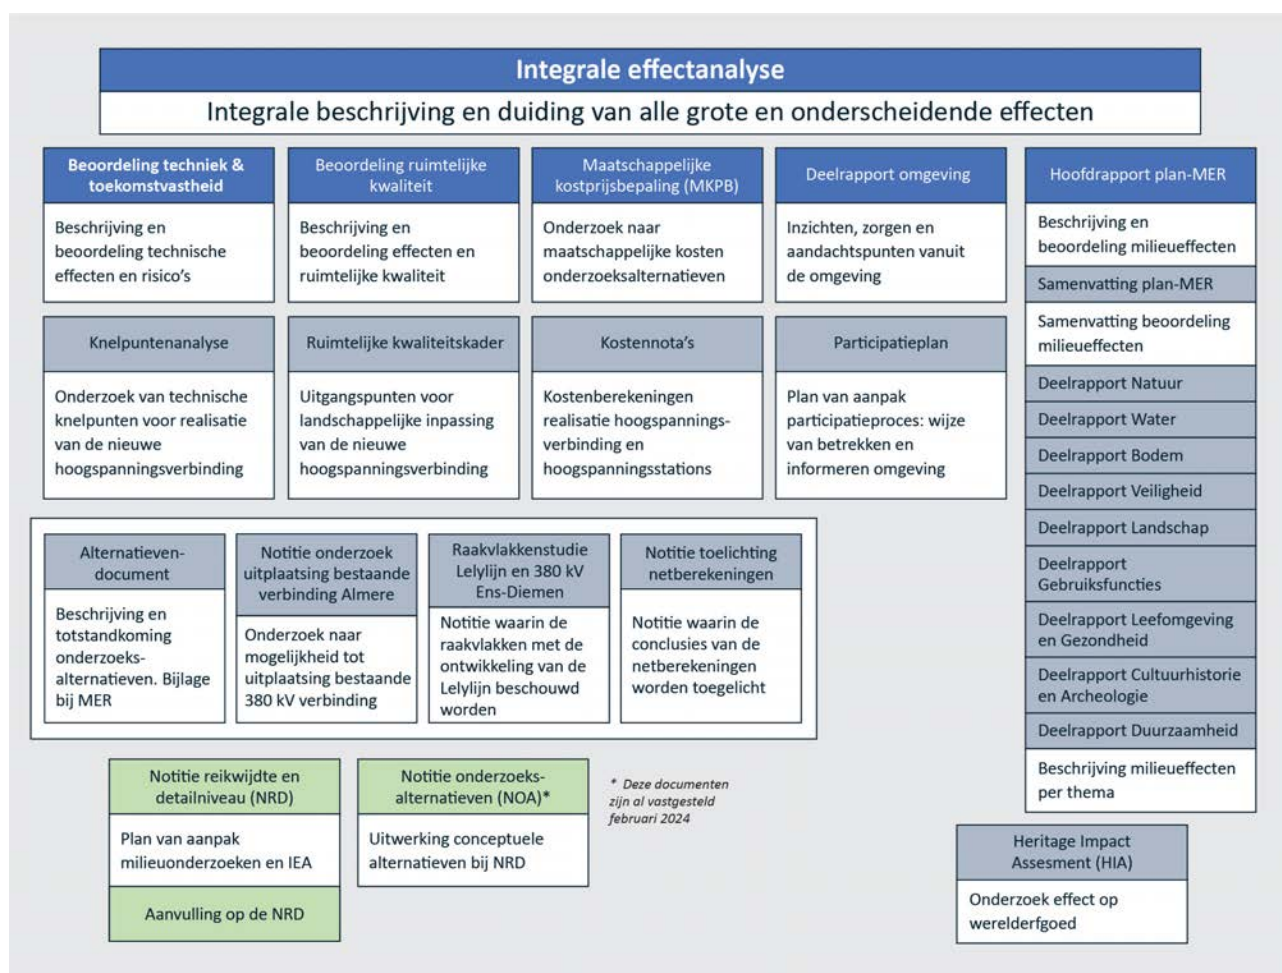 Integrale effectanalyse
Integrale beschrijving en duiding van alle grote en onderscheidende effecten
Beoordeling techniek &
toekomstvastheid
Beschrijving en
beoordeling technische
effecten en risico's
Beoordeling ruimtelijke
kwaliteit
Beschrijving en
beoordeling effecten en
ruimtelijke kwaliteit
Maatschappelijke
kostprijsbepaling (MKPB)
Onderzoek naar
maatschappelijke kosten
onderzoeksalternatieven
Deelrapport omgeving
Inzichten, zorgen en
aandachtspunten vanuit
de omgeving
Hoofdrapport plan-MER
Beschrijving en
beoordeling milieueffecten
Samenvatting plan-MER
Samenvatting beoordeling
milieueffecten
Deelrapport Natuur
Deelrapport Water
Deelrapport Bodem
Deelrapport Veiligheid
Deelrapport Landschap
Deelrapport
Gebruiksfuncties
Deelrapport Leefomgeving
en Gezondheid
Deelrapport Cultuurhistorie
en Archeologie
Deelrapport Duurzaamheid
Beschrijving milieueffecten
per thema
Knelpuntenanalyse
Onderzoek van technische
knelpunten voor realisatie
van de nieuwe
hoogspanningsverbinding
Ruimtelijke kwaliteitskader
Uitgangspunten voor
landschappelijke inpassing
van de nieuwe
hoogspanningsverbinding
Kostennota's
Kostenberekeningen
realisatie hoogspannings-
verbinding en
hoogspanningsstations
Participatieplan
Plan van aanpak
participatieproces: wijze
van betrekken en
informeren omgeving
Alternatieven-
document
Beschrijving en
totstandkoming
onderzoeks-
alternatieven. Bijlage
bij MER
Notitie onderzoek
uitplaatsing bestaande
verbinding Almere
Onderzoek naar
mogelijkheid tot
uitplaatsing bestaande
380 kV verbinding
Raakvlakkenstudie
Lelylijn en 380 kV
Ens-Diemen
Notitie waarin de
raakvlakken met de
ontwikkeling van de
Lelylijn beschouwd
worden
Notitie toelichting
netberekeningen
Notitie waarin de
conclusies van de
netberekeningen
worden toegelicht
Notitie reikwijdte en
detailniveau (NRD)
Plan van aanpak
milieuonderzoeken en IEA
Aanvulling op de NRD
Notitie onderzoeks-
alternatieven (NOA)*
Uitwerking conceptuele
alternatieven bij NRD
* Deze documenten
zijn al vastgesteld
februari 2024
Heritage Impact
Assesment (HIA)
Onderzoek effect op
werelderfgoed